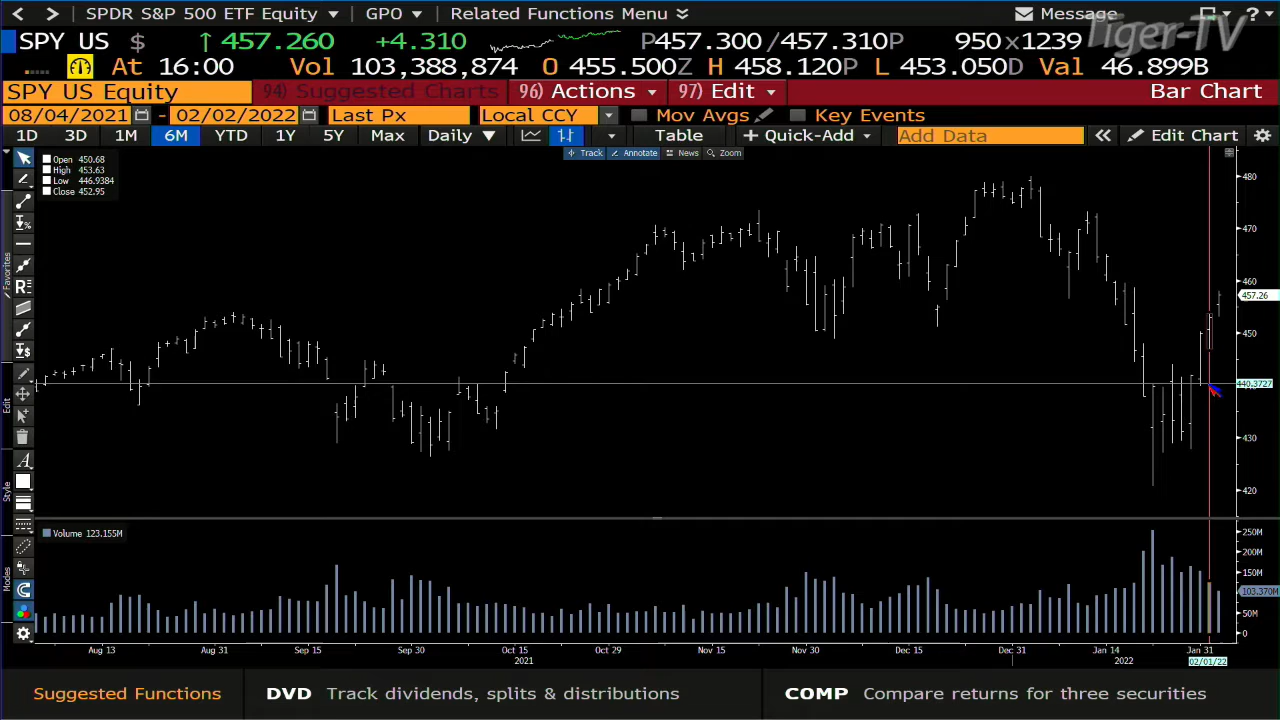 SPDR S&P 500 ETF Equity GPO Related Functions Menu Message ?
Tiger-TV
SPY US $ ↑ 457.260 +4.310 P457.300 /457.310P 950 x1239
At 16:00 Vol 103,388,874 O 455.500Z H 458.120P L 453.050D Val 46.899B
SPY US Equity 94) Suggested Charts 96) Actions 97) Edit Bar Chart
08/04/2021 - 02/02/2022 Last Px Local CCY Mov Avgs Key Events
1D 3D 1M 6M YTD 1Y 5Y Max Daily ▼ Table + Quick-Add Add Data « Edit Chart
Track Annotate News Zoom
Open 450.68
High 453.63
Low 446.9384
Close 452.95
480
470
460
457.26
450
440.3727
430
420
Favorites
Edit
Style
Modes
Volume 123.155M
250M
200M
150M
103.370M
50M
0
Aug 13 Aug 31 Sep 15 Sep 30 Oct 15 Oct 29 Nov 15 Nov 30 Dec 15 Dec 31 Jan 14 Jan 31
2021 2022 02/01/22
Suggested Functions DVD Track dividends, splits & distributions COMP Compare returns for three securities